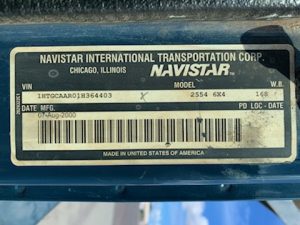 NAVISTAR INTERNATIONAL TRANSPORTATION CORP.
CHICAGO, ILLINOIS NAVISTAR
VIN MODEL W.B.
1HTGCAAR01H364403 2554 6X4 148
DATE MFG. PD LOC - DATE
07-Aug-2000
MADE IN UNITED STATES OF AMERICA